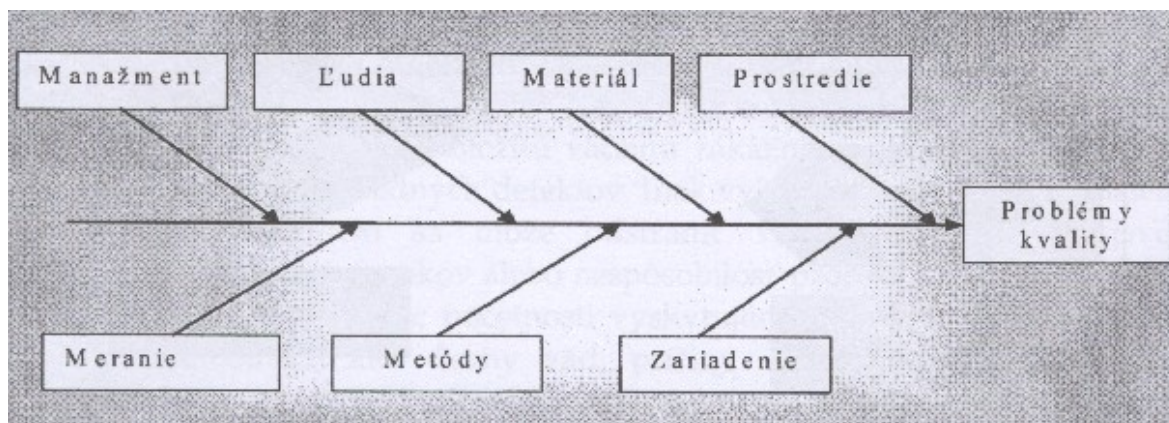 Manažment
Ľudia
Materiál
Prostredie
Problémy
kvality
Meranie
Metódy
Zariadenie